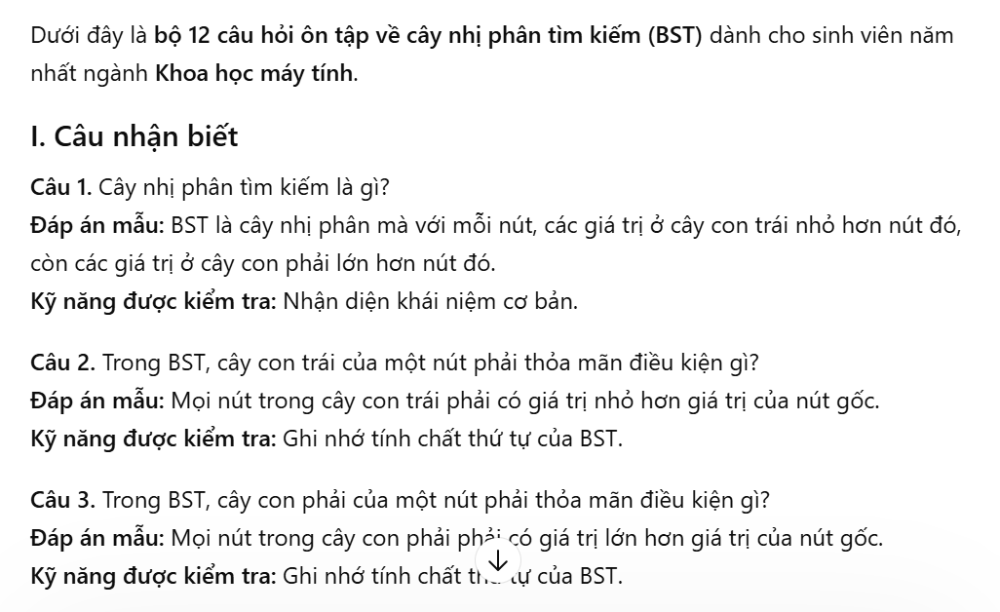 Dưới đây là bộ 12 câu hỏi ôn tập về cây nhị phân tìm kiếm (BST) dành cho sinh viên năm
nhất ngành Khoa học máy tính.
I. Câu nhận biết
Câu 1. Cây nhị phân tìm kiếm là gì?
Đáp án mẫu: BST là cây nhị phân mà với mỗi nút, các giá trị ở cây con trái nhỏ hơn nút đó,
còn các giá trị ở cây con phải lớn hơn nút đó.
Kỹ năng được kiểm tra: Nhận diện khái niệm cơ bản.
Câu 2. Trong BST, cây con trái của một nút phải thỏa mãn điều kiện gì?
Đáp án mẫu: Mọi nút trong cây con trái phải có giá trị nhỏ hơn giá trị của nút gốc.
Kỹ năng được kiểm tra: Ghi nhớ tính chất thứ tự của BST.
Câu 3. Trong BST, cây con phải của một nút phải thỏa mãn điều kiện gì?
Đáp án mẫu: Mọi nút trong cây con phải phải có giá trị lớn hơn giá trị của nút gốc.
Kỹ năng được kiểm tra: Ghi nhớ tính chất thứ tự của BST.